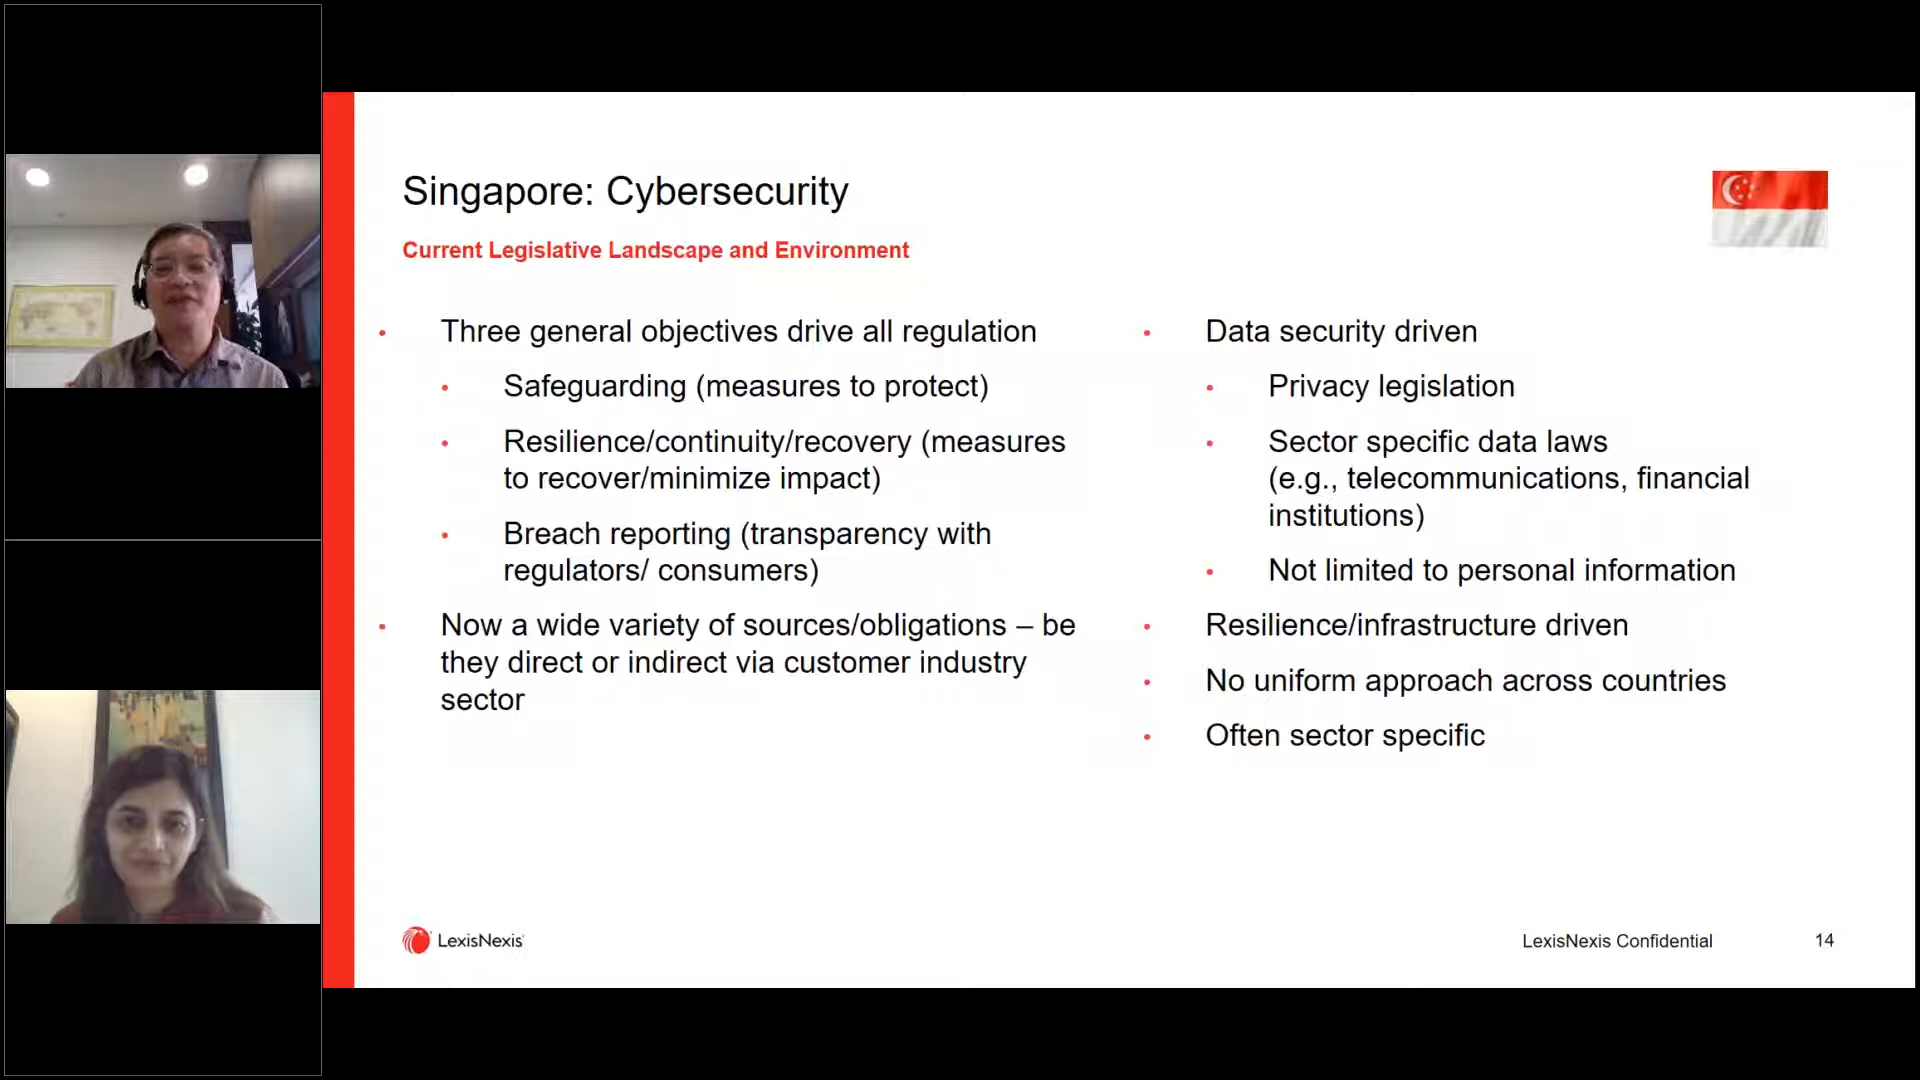 Singapore: Cybersecurity
Current Legislative Landscape and Environment
• Three general objectives drive all regulation
• Safeguarding (measures to protect)
• Resilience/continuity/recovery (measures
to recover/minimize impact)
• Breach reporting (transparency with
regulators/ consumers)
• Now a wide variety of sources/obligations – be
they direct or indirect via customer industry
sector
• Data security driven
• Privacy legislation
• Sector specific data laws
(e.g., telecommunications, financial
institutions)
• Not limited to personal information
• Resilience/infrastructure driven
• No uniform approach across countries
• Often sector specific
LexisNexis
LexisNexis Confidential
14